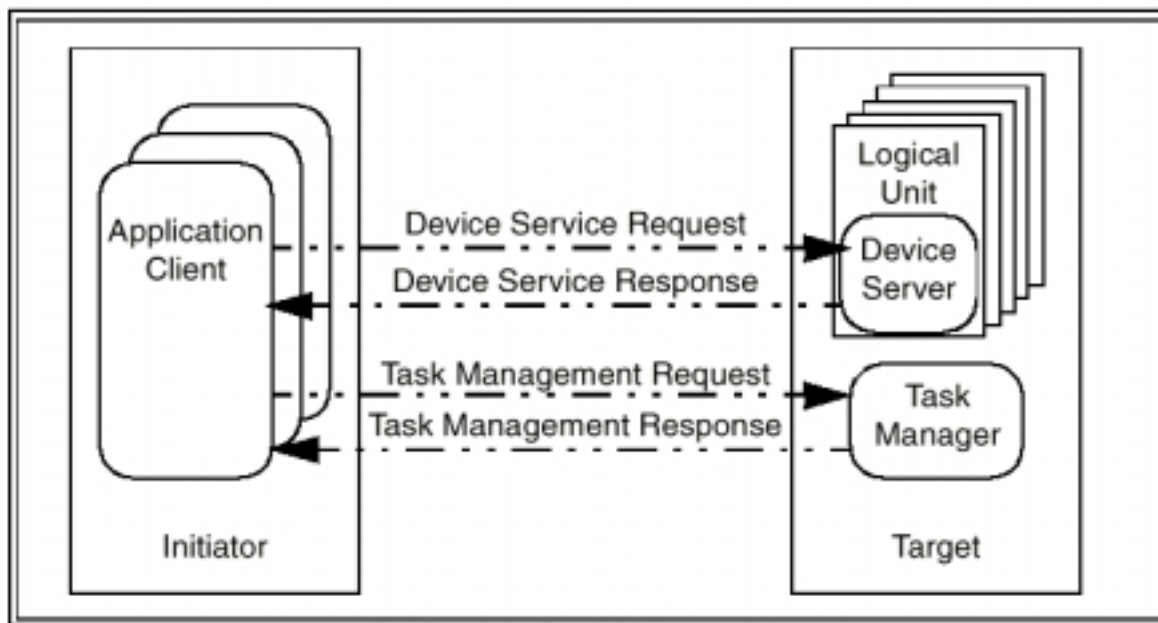 Application
Client
Initiator
Device Service Request
Device Service Response
Task Management Request
Task Management Response
Logical
Unit
Device
Server
Task
Manager
Target